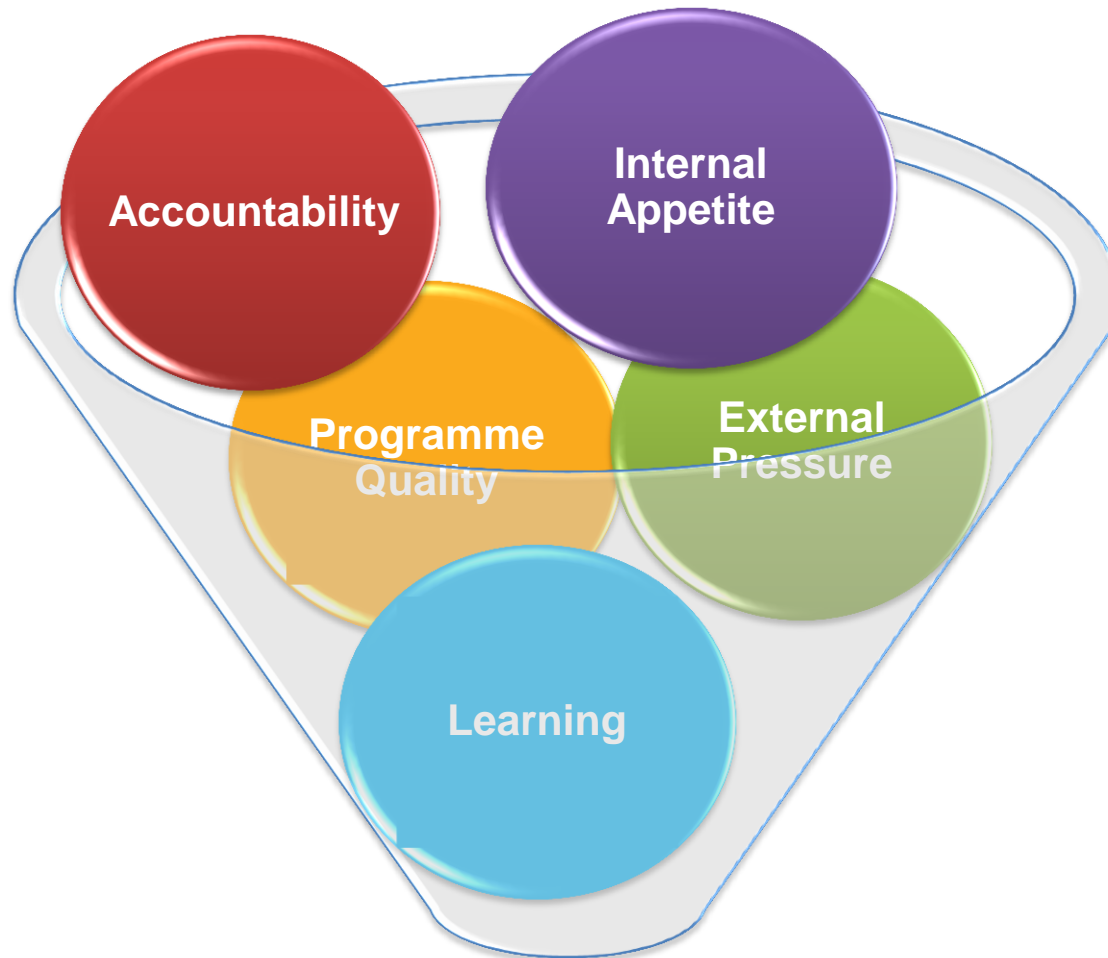 Accountability
Internal
Appetite
Programme
Quality
External
Pressure
Learning